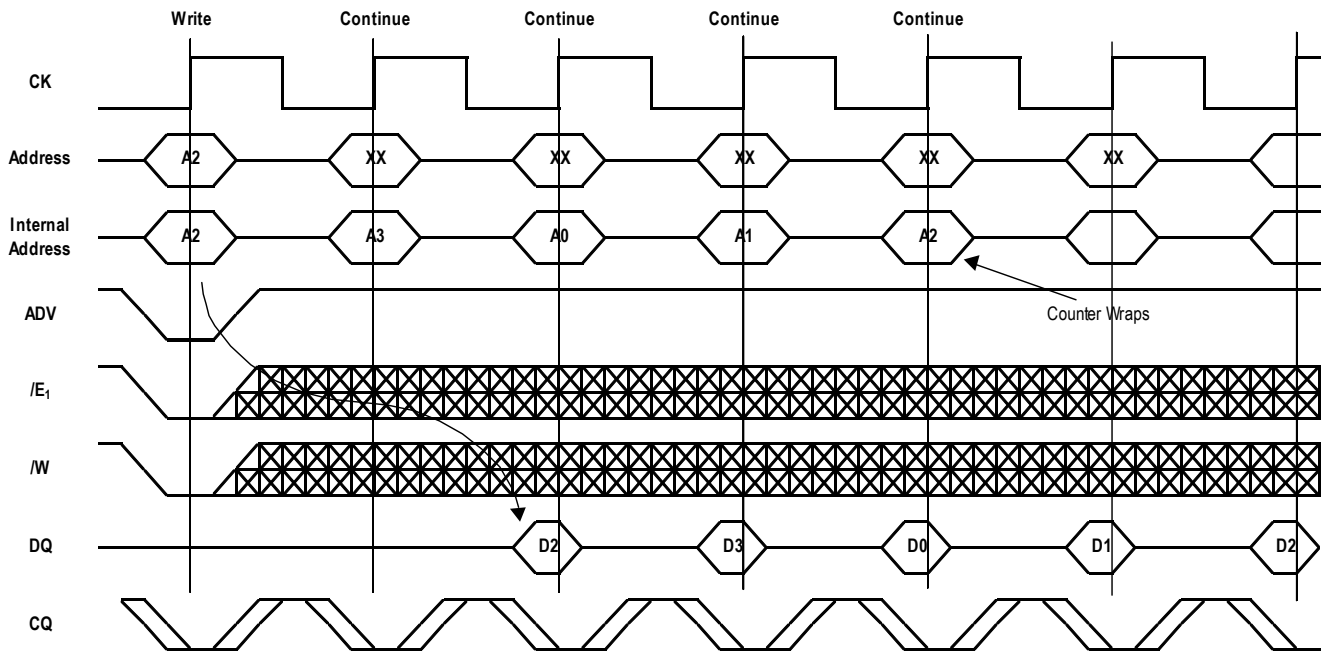 Write Continue Continue Continue Continue
CK
Address A2 XX XX XX XX XX
Internal
Address A2 A3 A0 A1 A2
ADV
Counter Wraps
/E1
/W
DQ D2 D3 D0 D1 D2
CQ